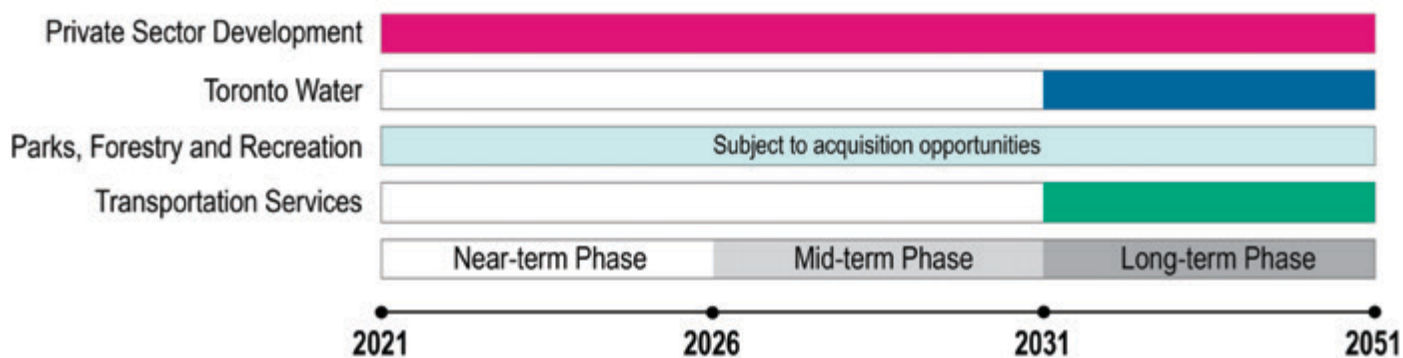 Private Sector Development
Toronto Water
Parks, Forestry and Recreation
Subject to acquisition opportunities
Transportation Services
Near-term Phase
Mid-term Phase
Long-term Phase
2021
2026
2031
2051